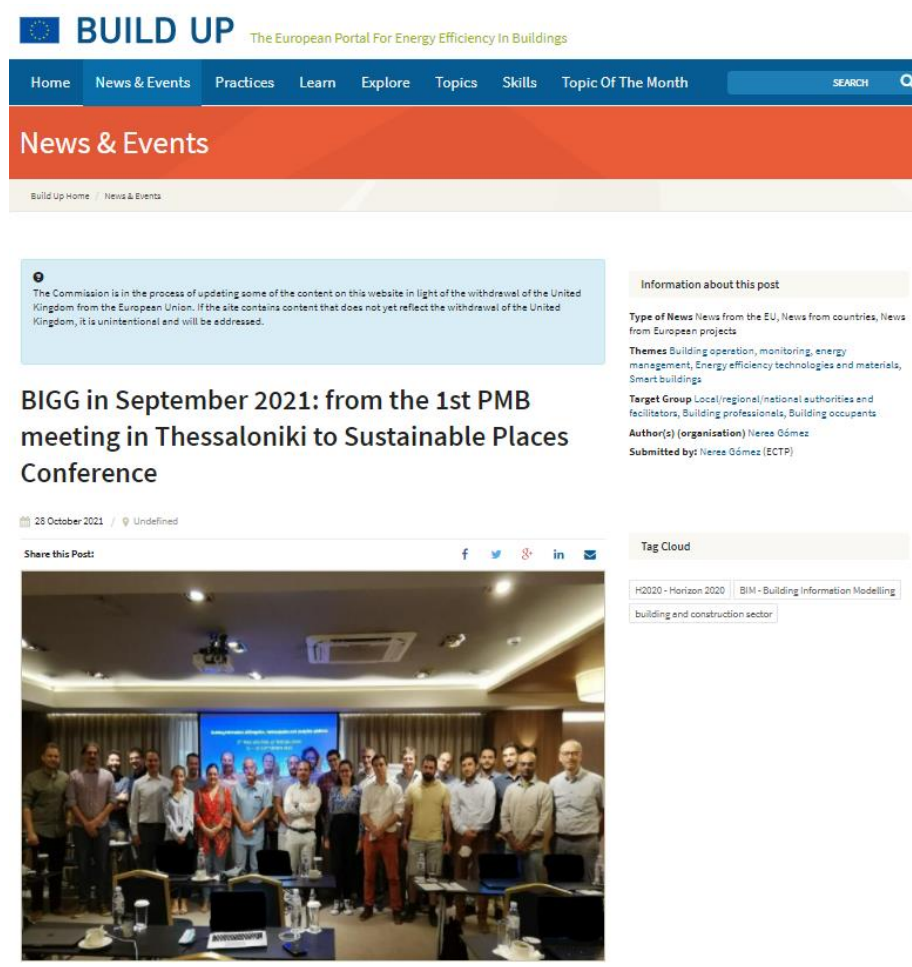 BUILD UP The European Portal For Energy Efficiency In Buildings
Home News & Events Practices Learn Explore Topics Skills Topic Of The Month SEARCH
News & Events
Build Up Home / News & Events
The Commission is in the process of updating some of the content on this website in light of the withdrawal of the United
Kingdom from the European Union. If the site contains content that does not yet reflect the withdrawal of the United
Kingdom, it is unintentional and will be addressed.
BIGG in September 2021: from the 1st PMB
meeting in Thessaloniki to Sustainable Places
Conference
28 October 2021 / Undefined
Share this Post:
Information about this post
Type of News News from the EU, News from countries, News
from European projects
Themes Building operation, monitoring, energy
management, Energy efficiency technologies and materials,
Smart buildings
Target Group Local/regional/national authorities and
facilitators, Building professionals, Building occupants
Author(s) (organisation) Nerea Gómez
Submitted by: Nerea Gómez (ECTP)
Tag Cloud
H2020 - Horizon 2020 BIM - Building Information Modelling
building and construction sector